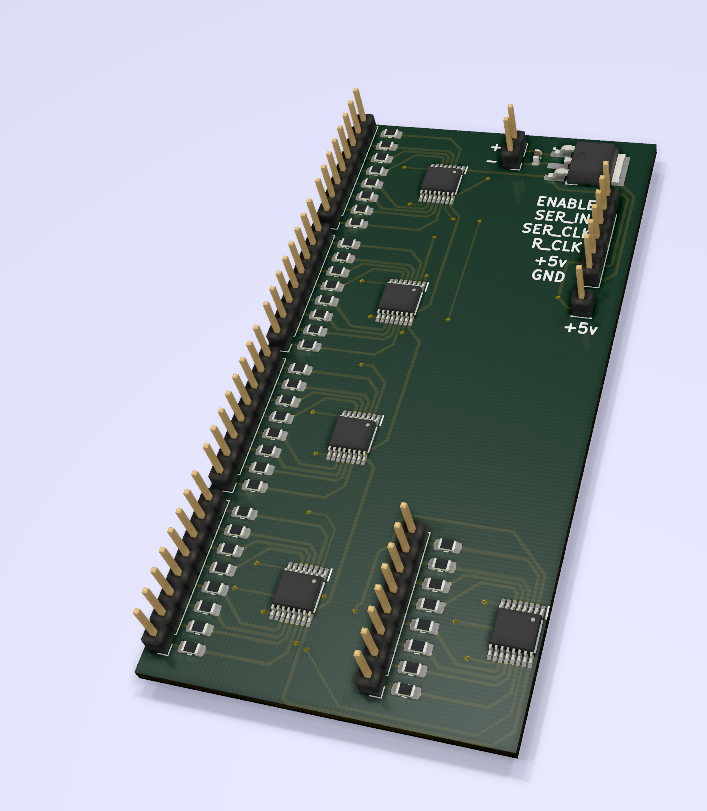 +
−
ENABLE
SER_IN
SER_CLK
R_CLK
+5v
GND
+5v